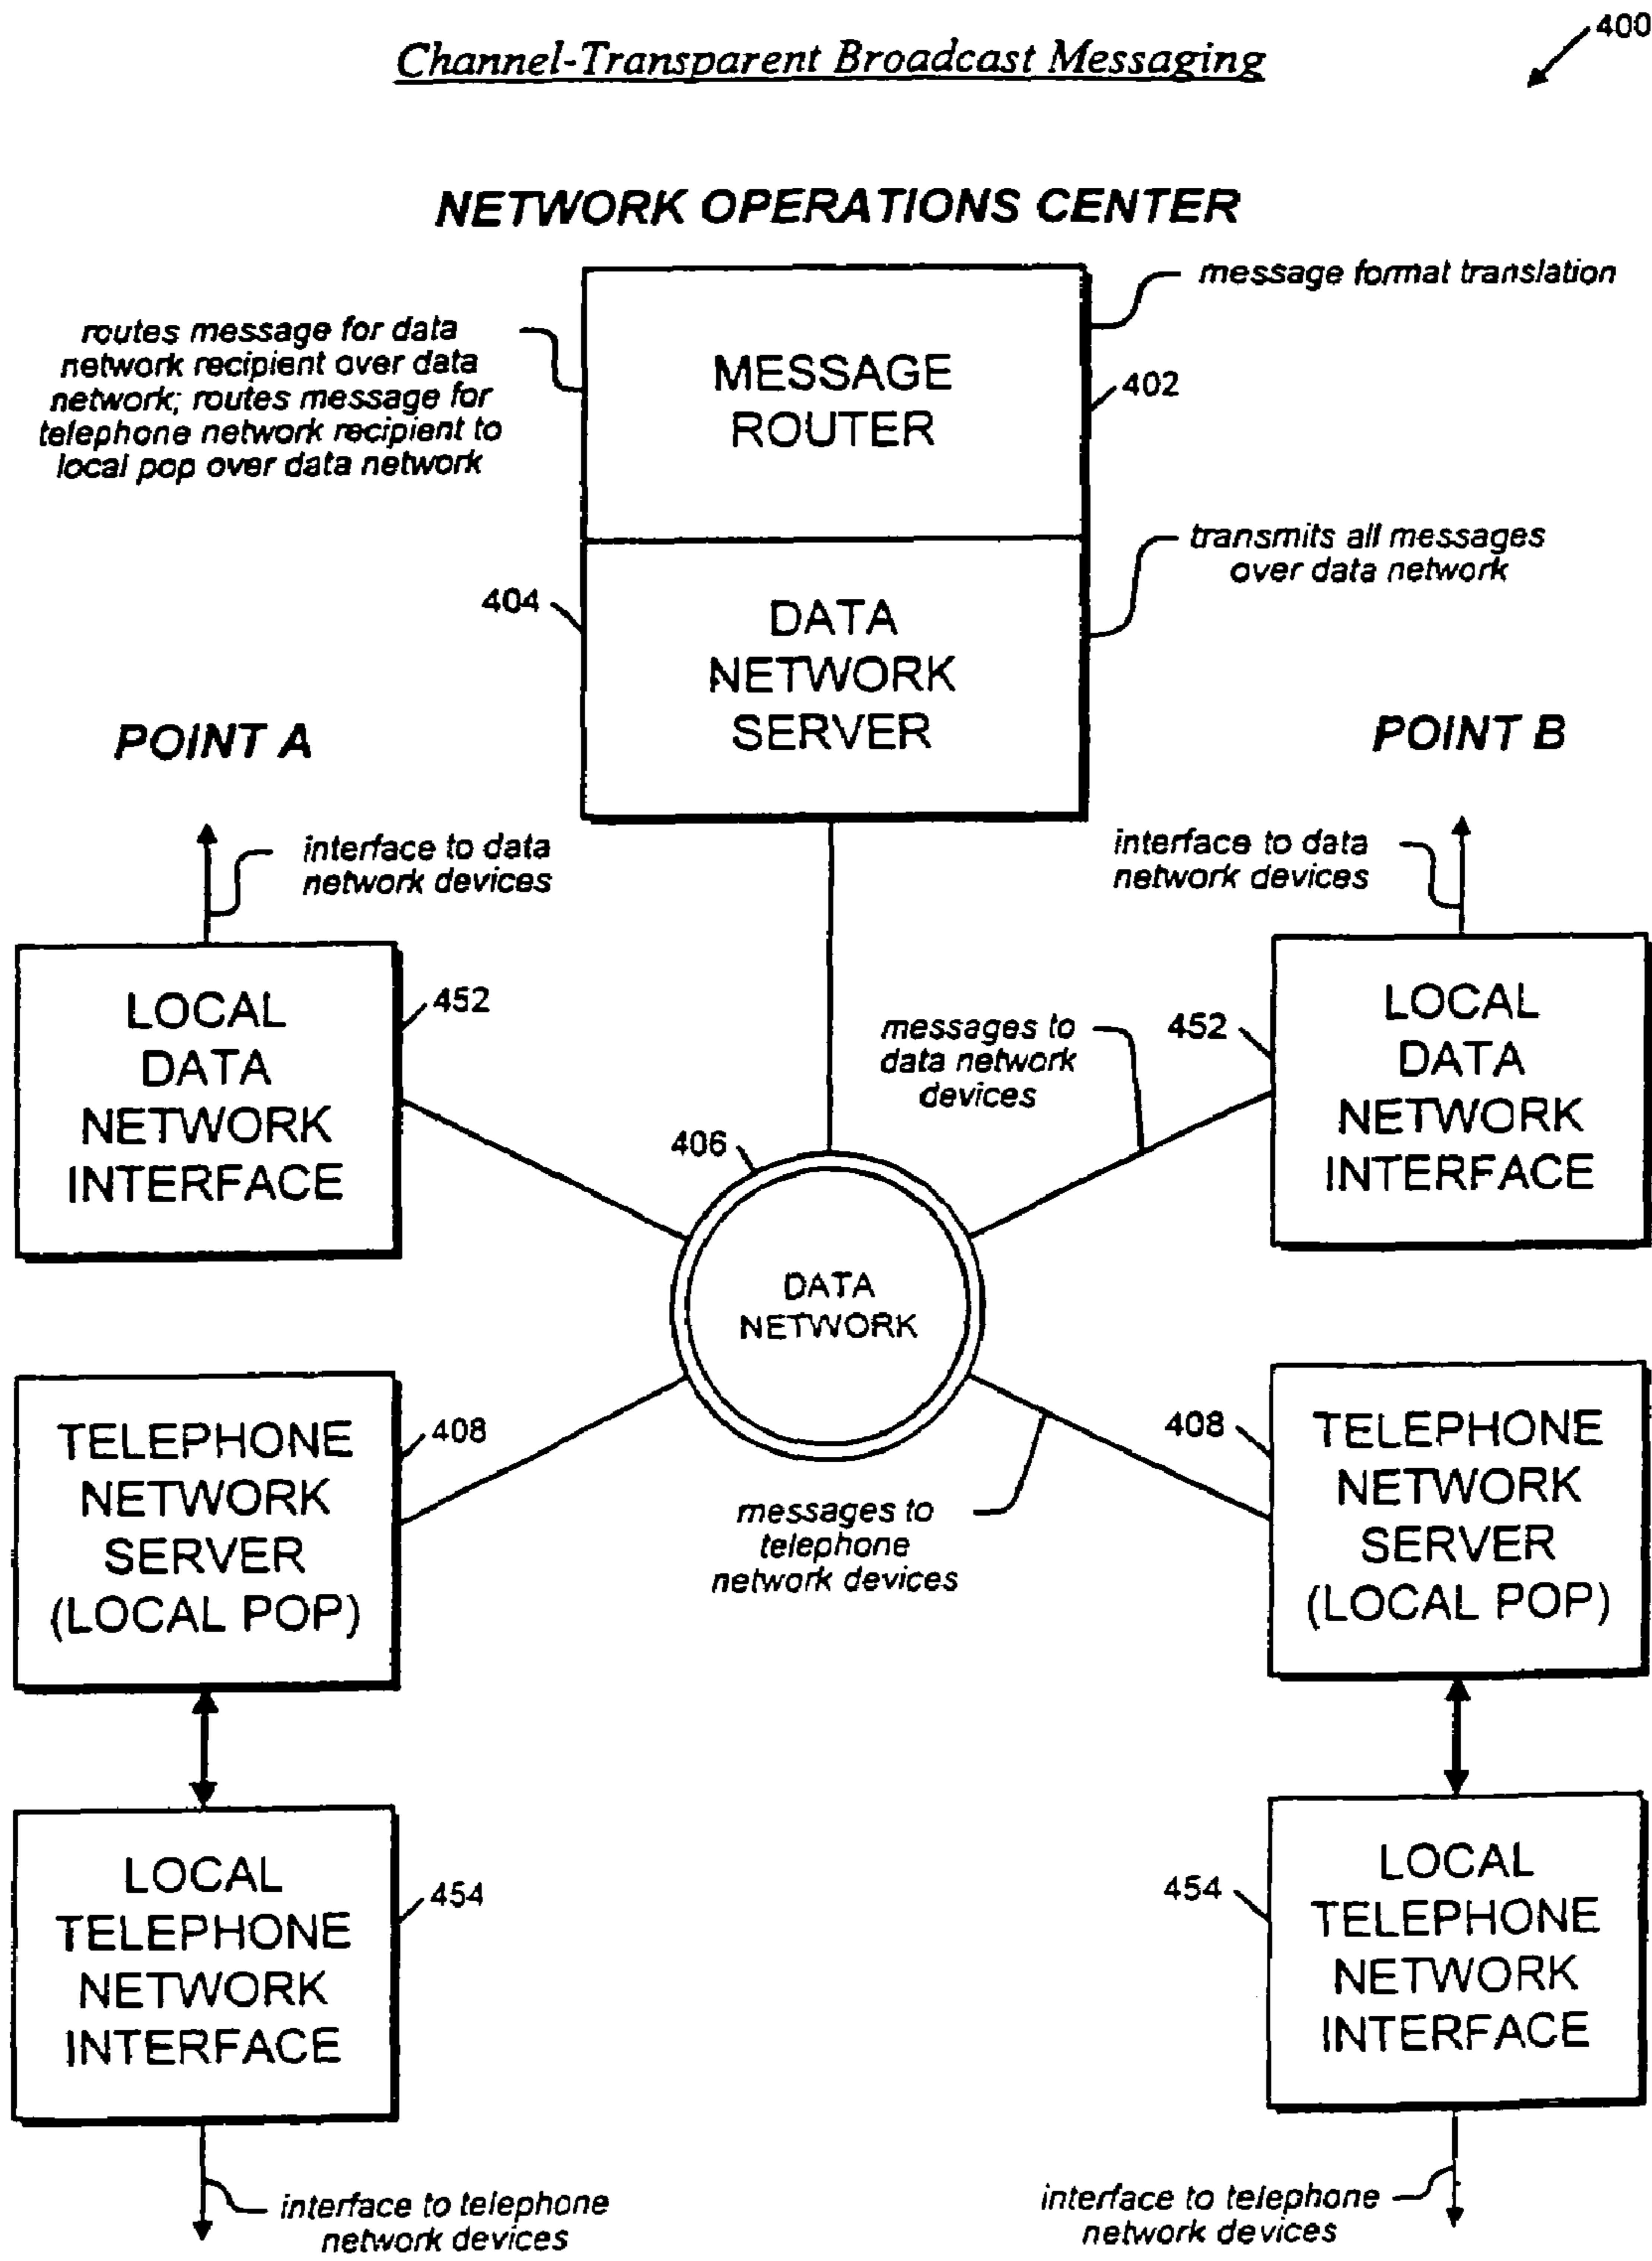 400
Channel-Transparent Broadcast Messaging
NETWORK OPERATIONS CENTER
message format translation
routes message for data
network recipient over data
network; routes message for
telephone network recipient to
local pop over data network
MESSAGE
ROUTER
402
transmits all messages
over data network
404
DATA
NETWORK
SERVER
POINT A
POINT B
interface to data
network devices
interface to data
network devices
LOCAL
DATA
NETWORK
INTERFACE
452
messages to
data network
devices
452
LOCAL
DATA
NETWORK
INTERFACE
406
DATA
NETWORK
TELEPHONE
NETWORK
SERVER
(LOCAL POP)
408
messages to
telephone
network devices
408
TELEPHONE
NETWORK
SERVER
(LOCAL POP)
LOCAL
TELEPHONE
NETWORK
INTERFACE
454
454
LOCAL
TELEPHONE
NETWORK
INTERFACE
interface to telephone
network devices
interface to telephone
network devices